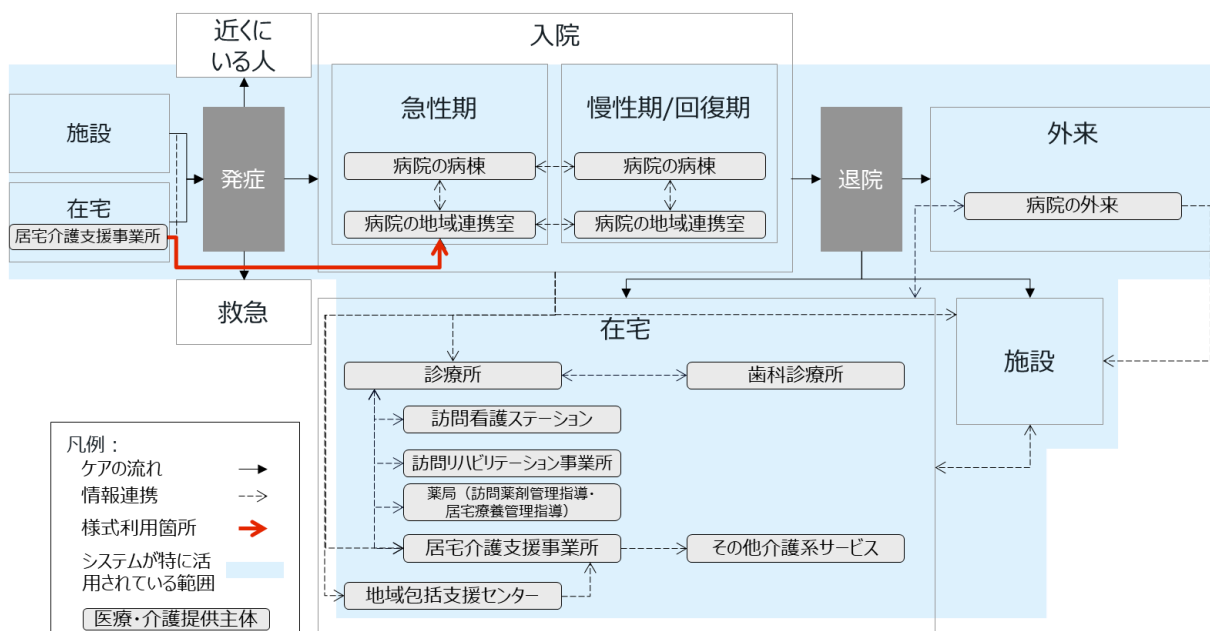 近くに
いる人
入院
施設
在宅
居宅介護支援事業所
発症
急性期
病院の病棟
病院の地域連携室
慢性期/回復期
病院の病棟
病院の地域連携室
退院
外来
病院の外来
救急
在宅
診療所
歯科診療所
訪問看護ステーション
訪問リハビリテーション事業所
薬局（訪問薬剤管理指導・
居宅療養管理指導）
居宅介護支援事業所
その他介護系サービス
地域包括支援センター
施設
凡例：
ケアの流れ
情報連携
様式利用箇所
システムが特に活
用されている範囲
医療・介護提供主体